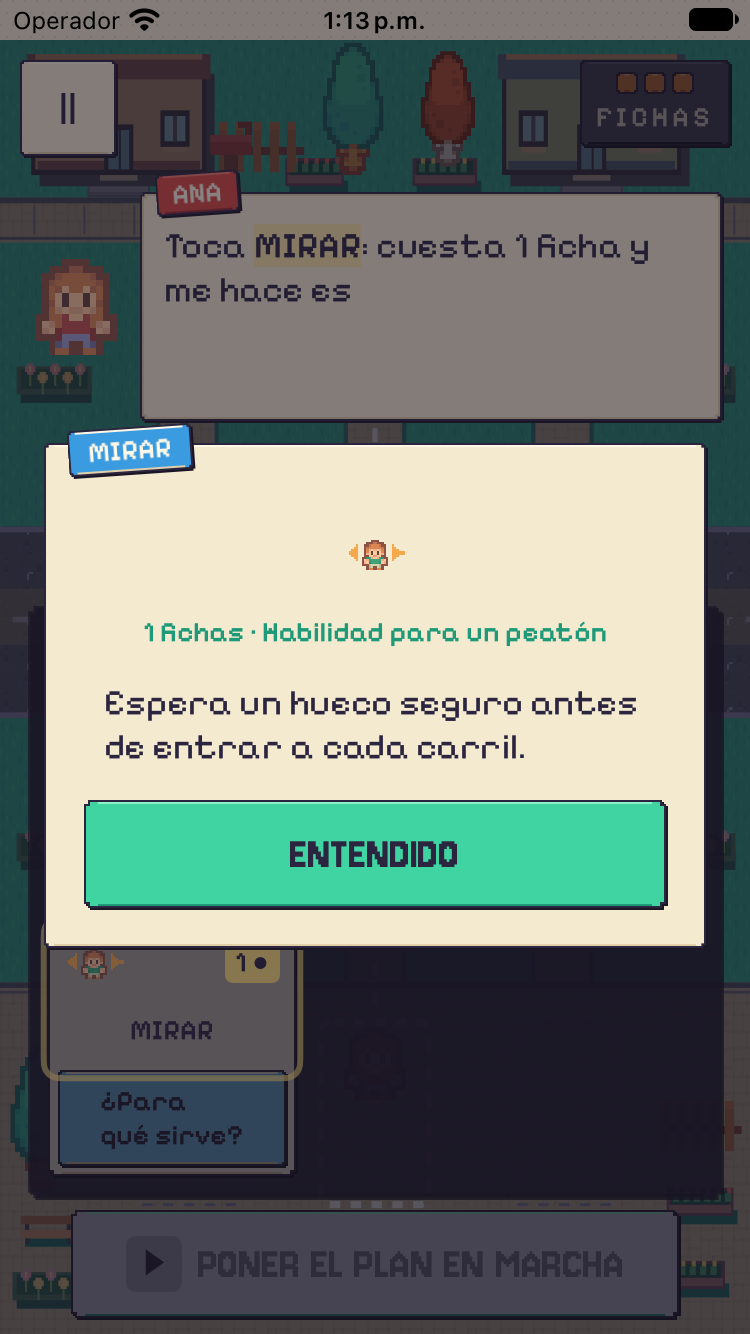 Operador
1:13 p.m.
FICHAS
ANA
Toca MIRAR: cuesta 1 ficha y
me hace es
MIRAR
1 fichas · Habilidad para un peatón
Espera un hueco seguro antes
de entrar a cada carril.
ENTENDIDO
1
MIRAR
¿Para
qué sirve?
PONER EL PLAN EN MARCHA